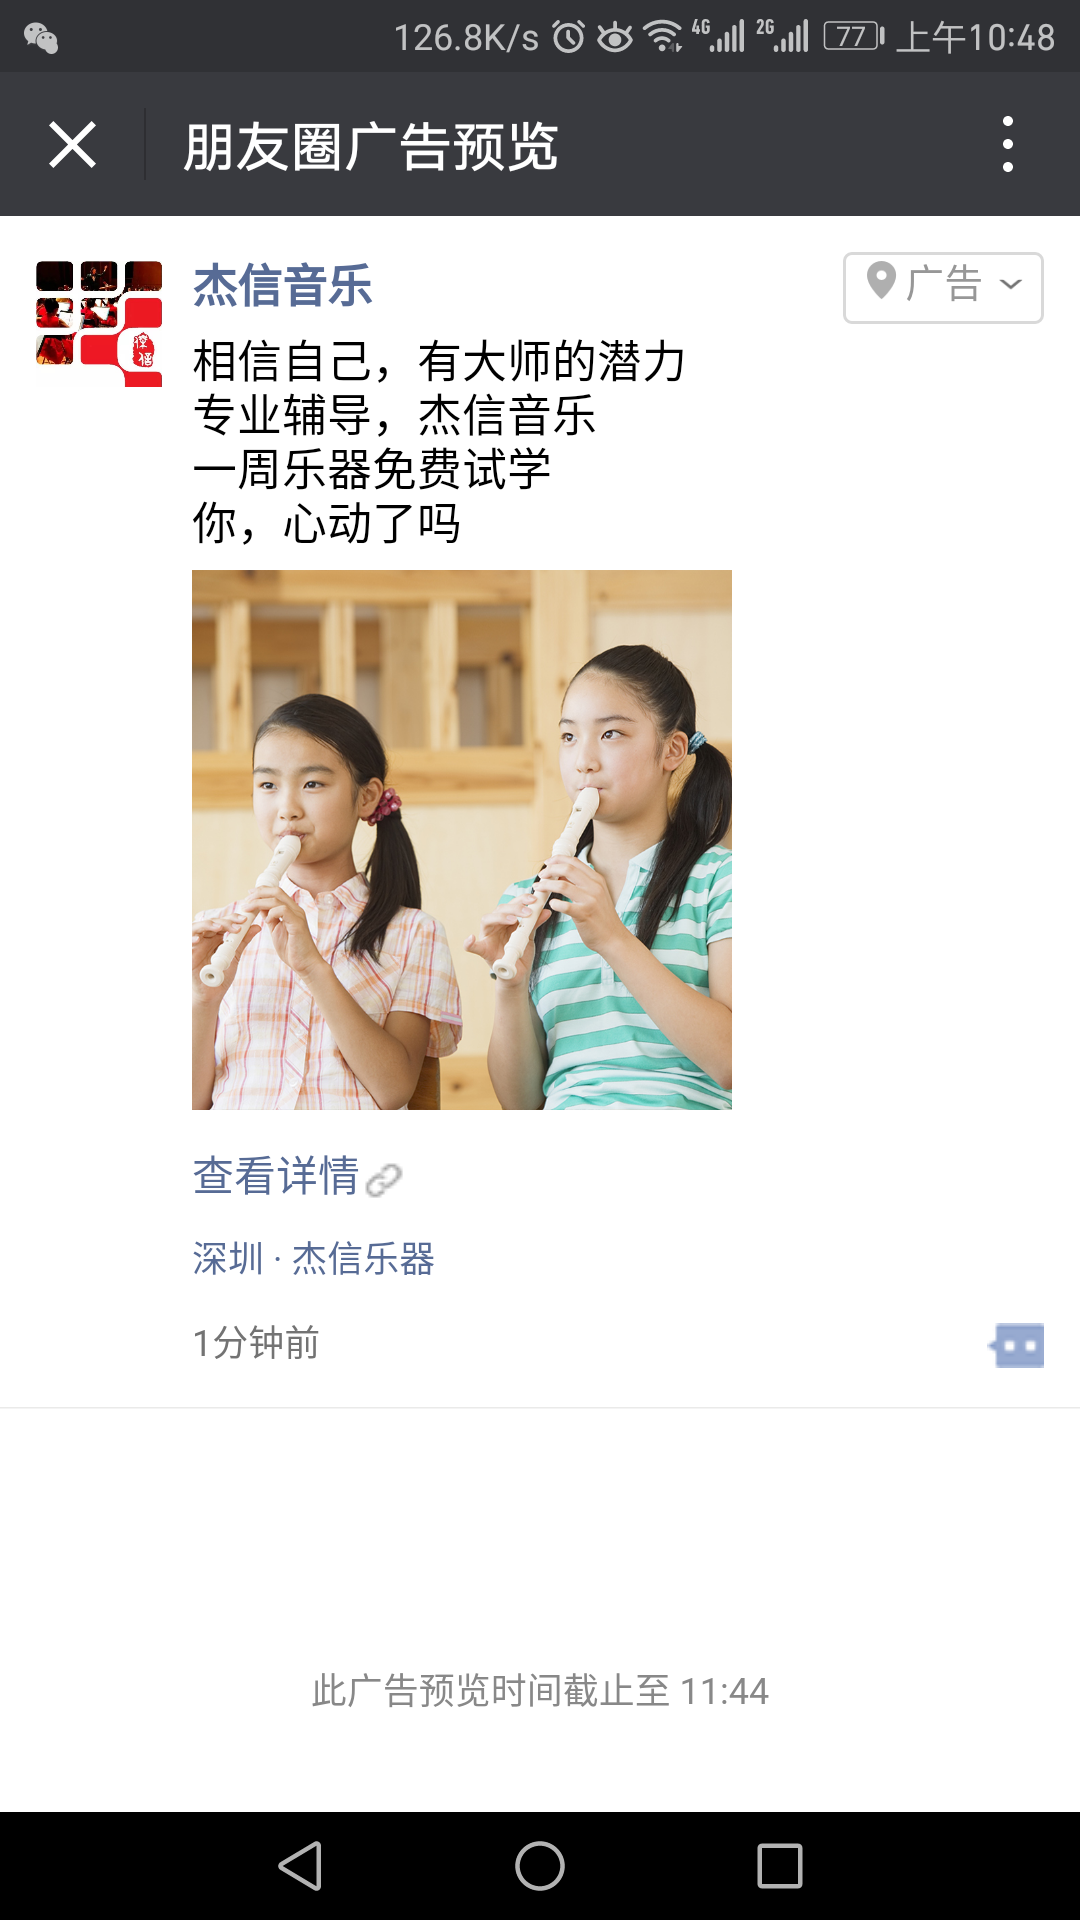 126.8K/s 4G 2G 77 上午10:48
朋友圈广告预览
杰信音乐
广告
相信自己，有大师的潜力
专业辅导，杰信音乐
一周乐器免费试学
你，心动了吗
查看详情
深圳 · 杰信乐器
1分钟前
此广告预览时间截止至 11:44